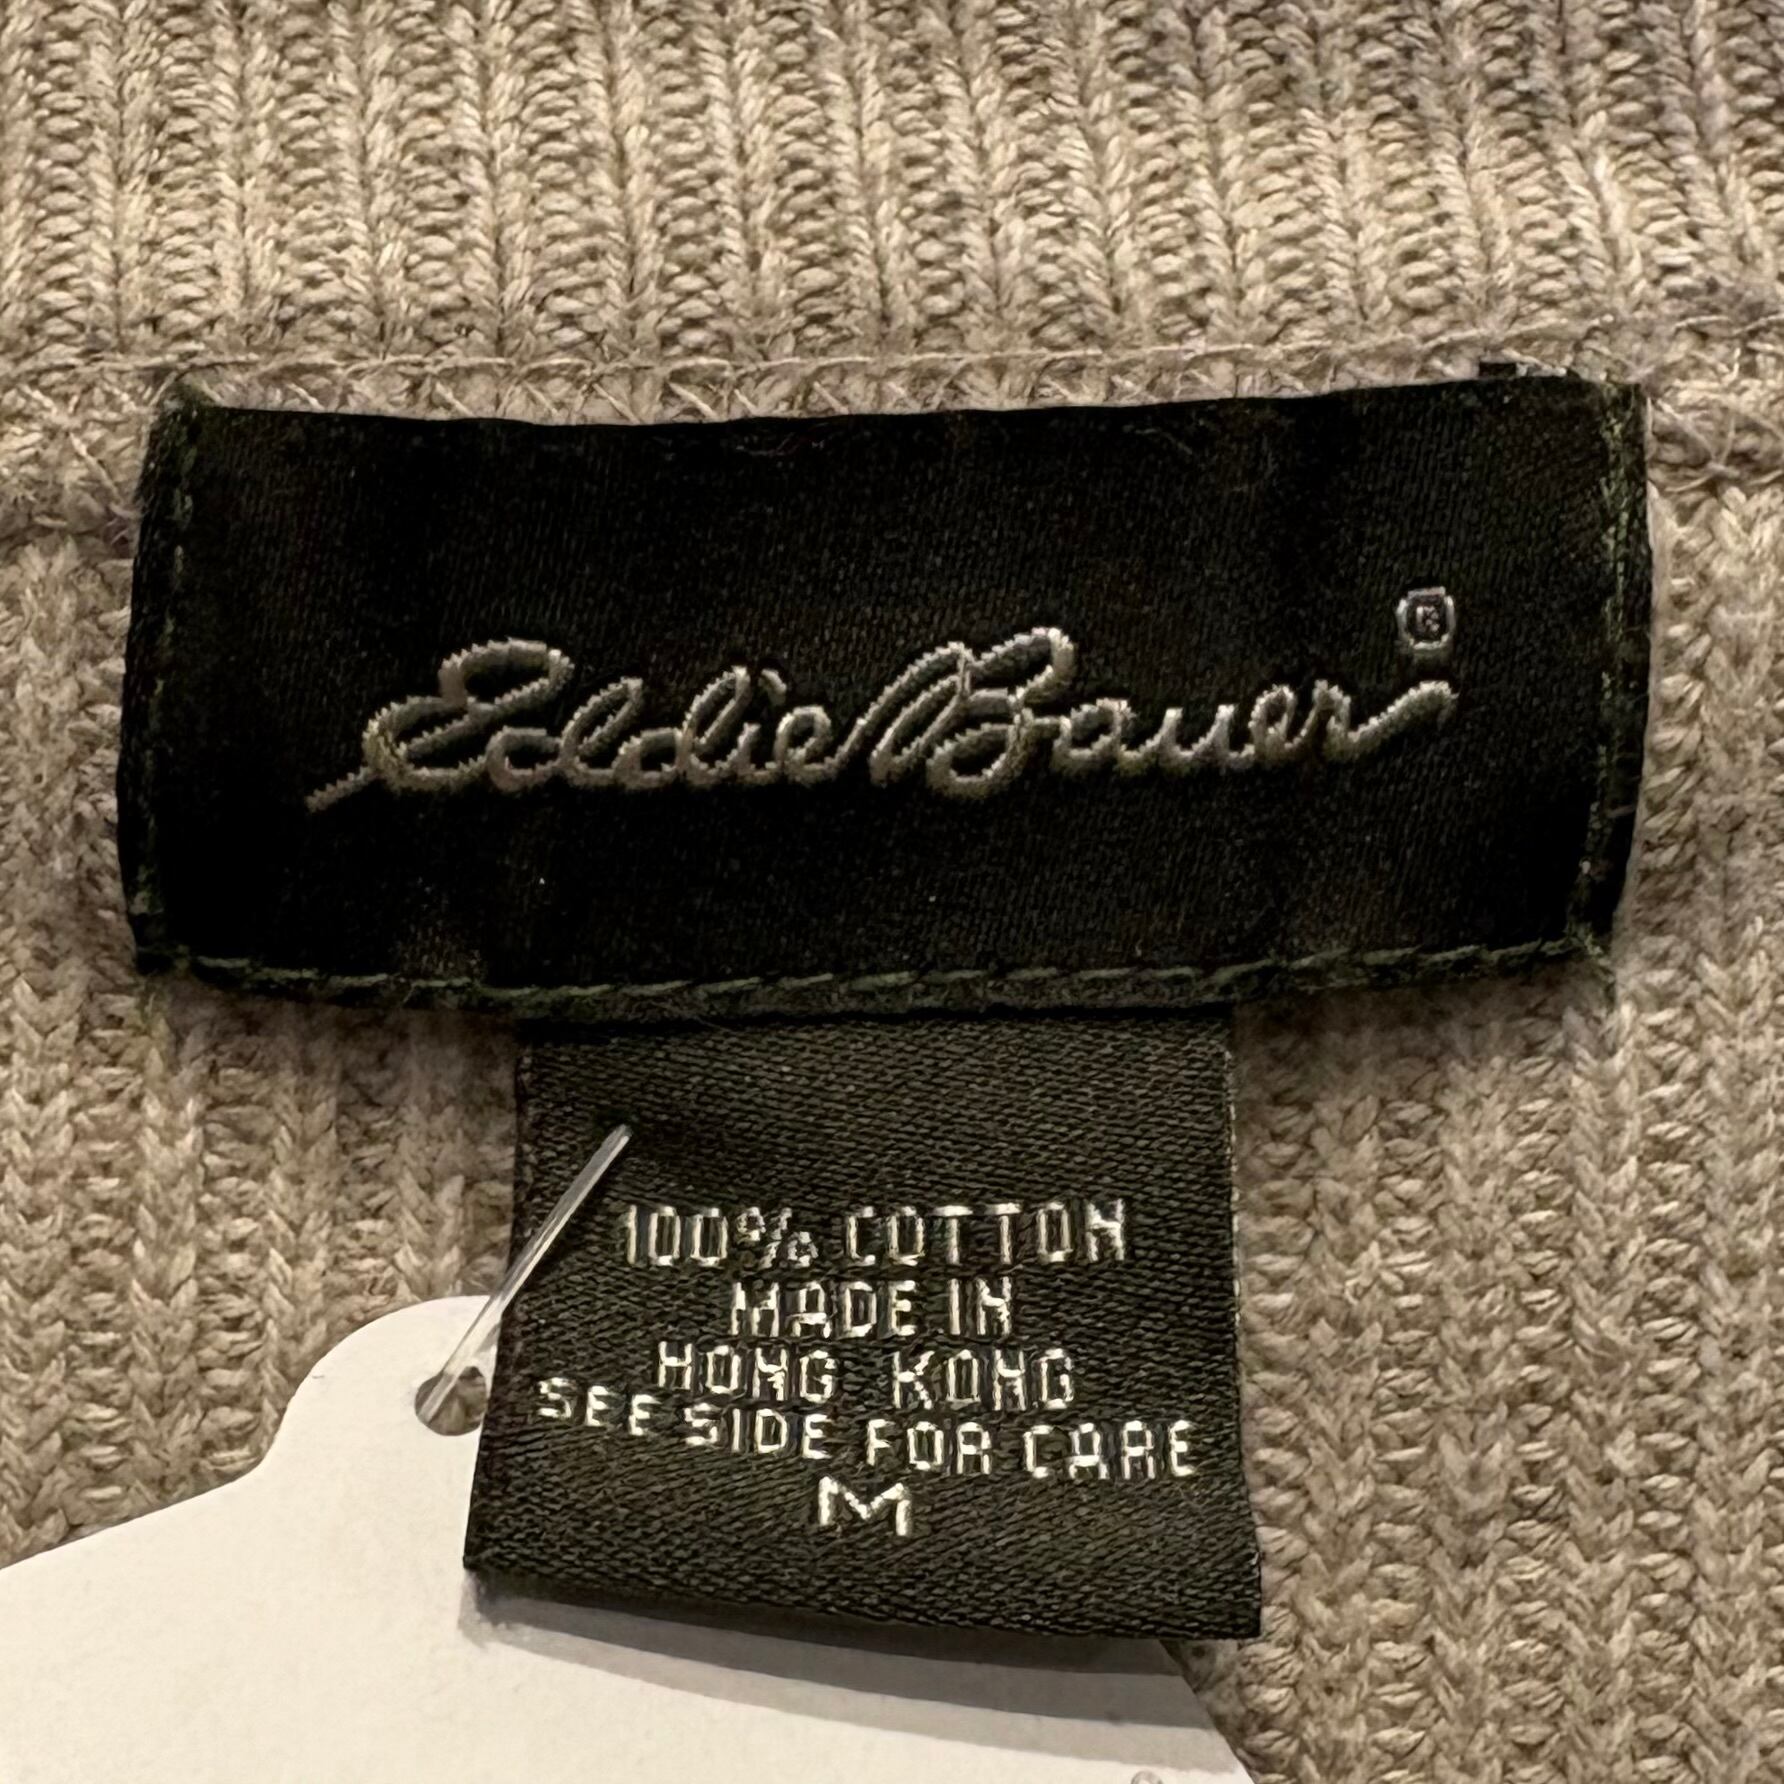 Eddie Bauer®
100% COTTON
MADE IN
HONG KONG
SEE SIDE FOR CARE
M